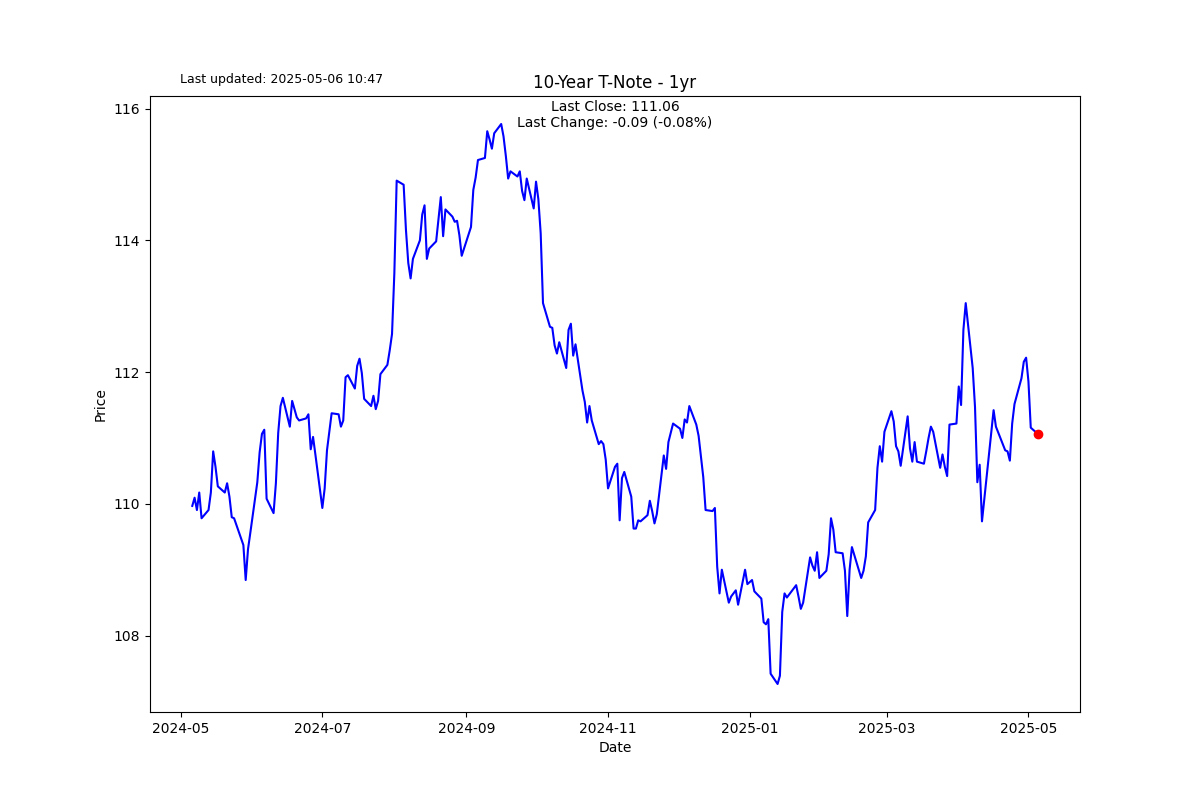 Last updated: 2025-05-06 10:47
10-Year T-Note - 1yr
Last Close: 111.06
Last Change: -0.09 (-0.08%)
Price
116
114
112
110
108
2024-05
2024-07
2024-09
2024-11
2025-01
2025-03
2025-05
Date